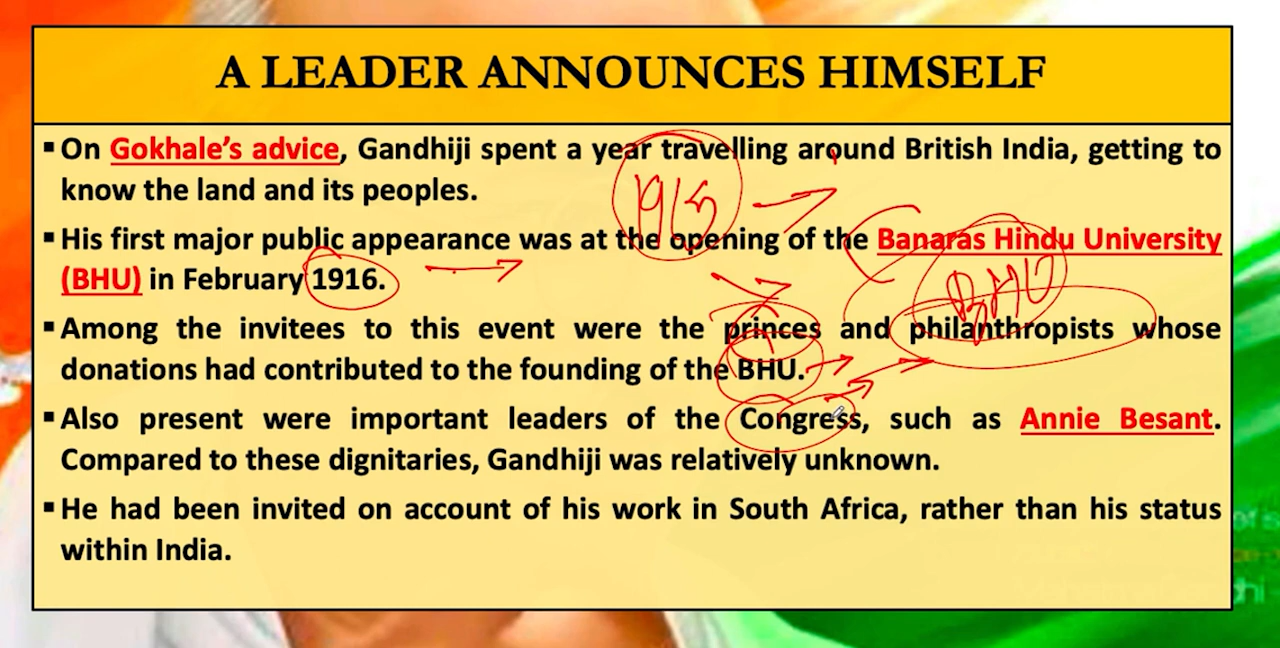 A LEADER ANNOUNCES HIMSELF
▪ On Gokhale's advice, Gandhiji spent a year travelling around British India, getting to
know the land and its peoples.
1915
▪ His first major public appearance was at the opening of the Banaras Hindu University
(BHU) in February 1916.
BHU
▪ Among the invitees to this event were the princes and philanthropists whose
donations had contributed to the founding of the BHU.
▪ Also present were important leaders of the Congress, such as Annie Besant.
Compared to these dignitaries, Gandhiji was relatively unknown.
▪ He had been invited on account of his work in South Africa, rather than his status
within India.